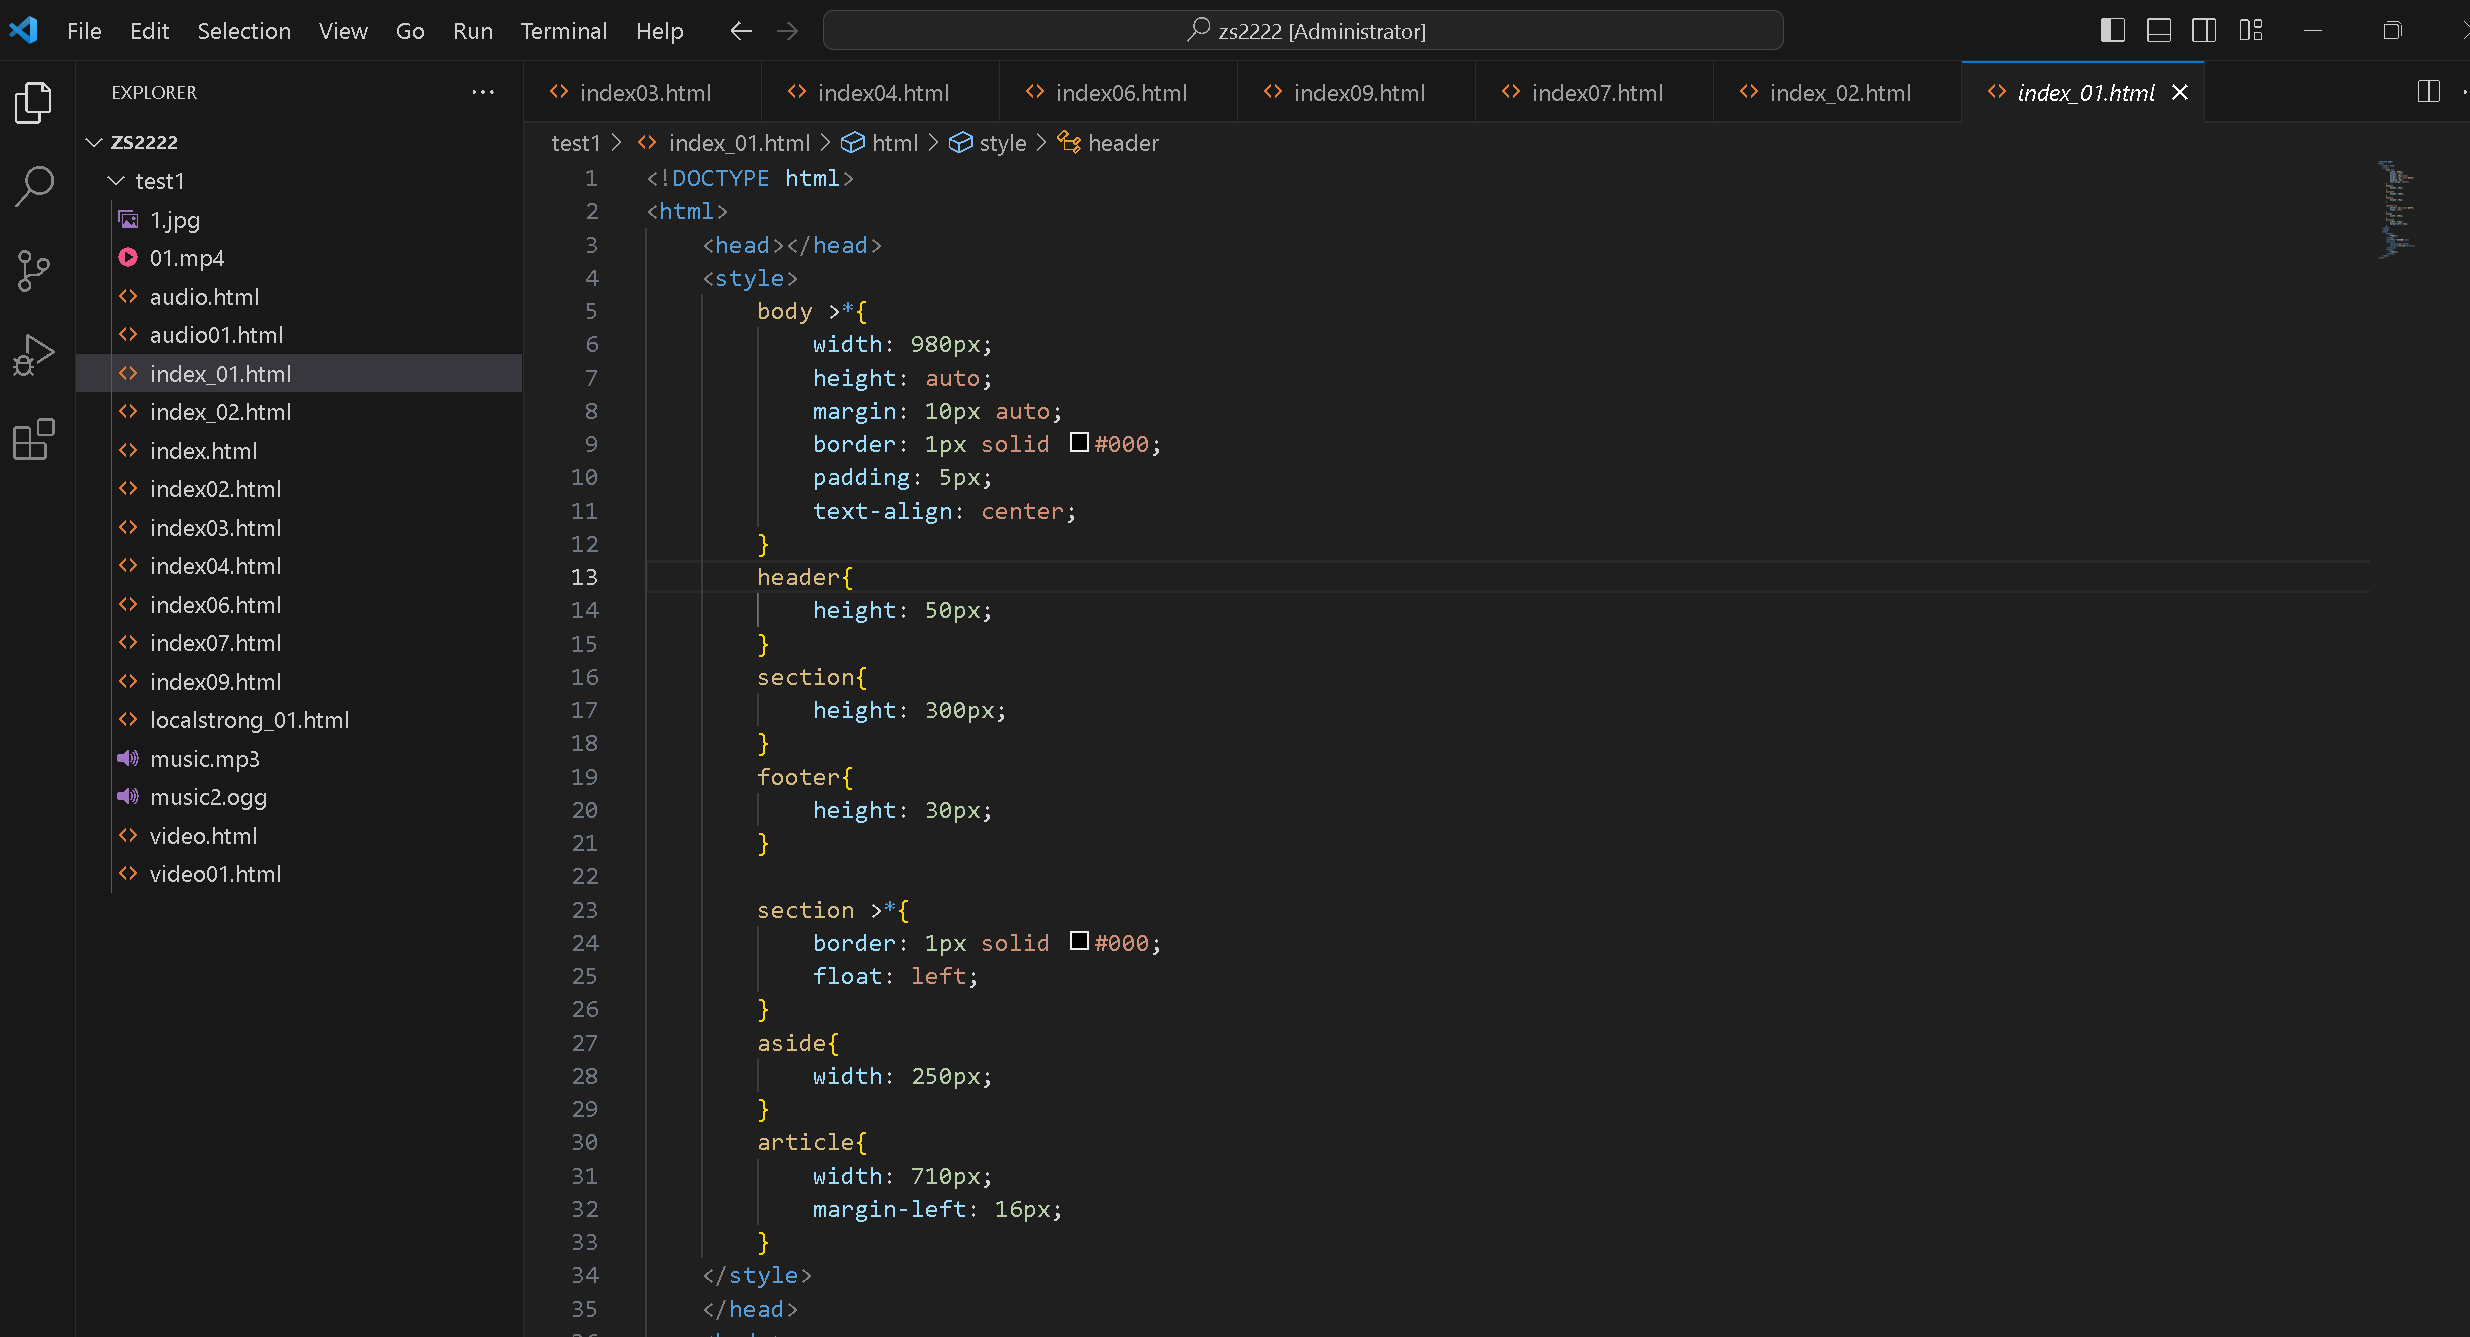 File Edit Selection View Go Run Terminal Help zs2222 [Administrator]
EXPLORER
ZS2222
test1
1.jpg
01.mp4
audio.html
audio01.html
index_01.html
index_02.html
index.html
index02.html
index03.html
index04.html
index06.html
index07.html
index09.html
localstrong_01.html
music.mp3
music2.ogg
video.html
video01.html
index03.html index04.html index06.html index09.html index07.html index_02.html index_01.html
test1 > index_01.html > html > style > header
1 <!DOCTYPE html>
2 <html>
3 <head></head>
4 <style>
5 body >*{
6 width: 980px;
7 height: auto;
8 margin: 10px auto;
9 border: 1px solid #000;
10 padding: 5px;
11 text-align: center;
12 }
13 header{
14 height: 50px;
15 }
16 section{
17 height: 300px;
18 }
19 footer{
20 height: 30px;
21 }
22
23 section >*{
24 border: 1px solid #000;
25 float: left;
26 }
27 aside{
28 width: 250px;
29 }
30 article{
31 width: 710px;
32 margin-left: 16px;
33 }
34 </style>
35 </head>